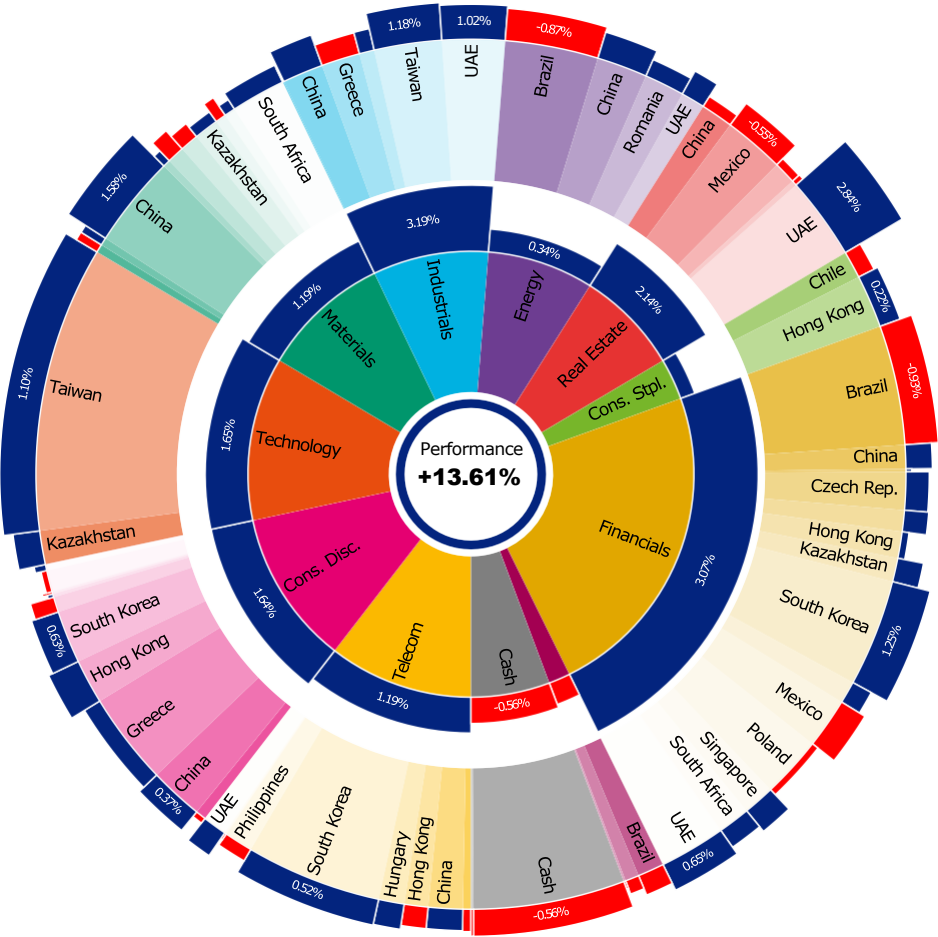 Performance
+13.61%
Industrials
3.19%
Energy
0.34%
Real Estate
2.14%
Cons. Stpl.
Financials
3.07%
Cash
-0.56%
Telecom
1.19%
Cons. Disc.
1.64%
Technology
1.65%
Materials
1.19%
UAE
1.02%
Brazil
-0.87%
China
Romania
UAE
China
Mexico
-0.55%
UAE
2.84%
Chile
Hong Kong
0.22%
Brazil
-0.93%
China
Czech Rep.
Hong Kong
Kazakhstan
South Korea
1.25%
Mexico
Poland
Singapore
South Africa
UAE
0.65%
Brazil
Cash
-0.56%
China
Hong Kong
Hungary
South Korea
0.52%
Philippines
UAE
China
0.37%
Greece
Hong Kong
South Korea
0.63%
Kazakhstan
Taiwan
1.10%
China
1.58%
Kazakhstan
South Africa
China
Greece
Taiwan
1.18%